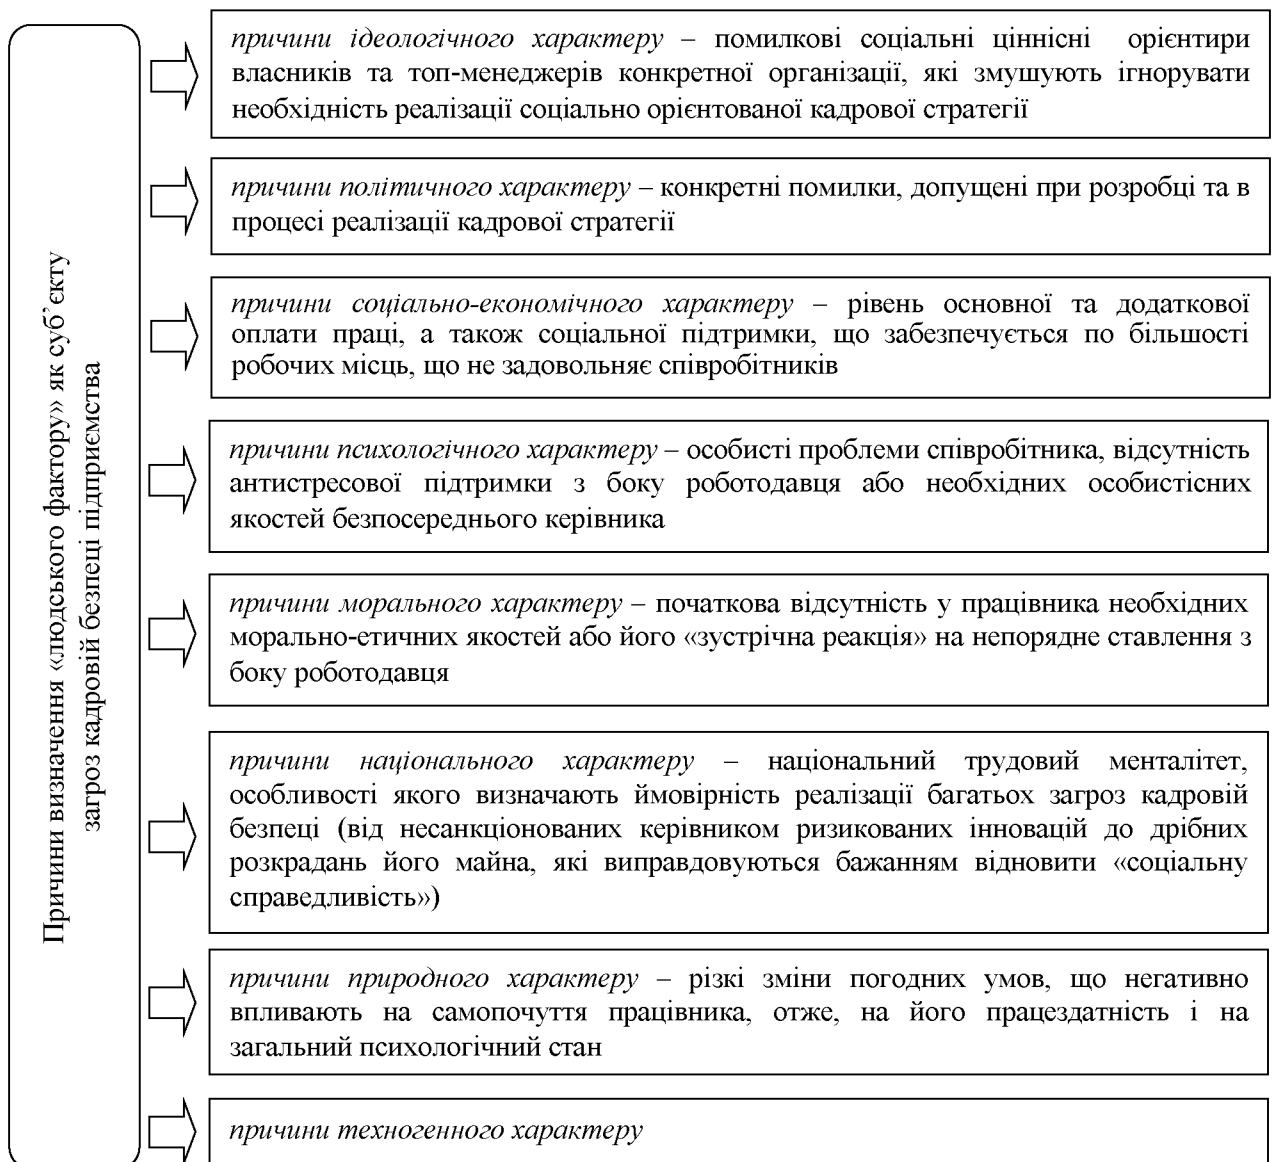 Причини визначення «людського фактору» як суб’єкту
загроз кадровій безпеці підприємства
причини ідеологічного характеру – помилкові соціальні ціннісні орієнтири
власників та топ-менеджерів конкретної організації, які змушують ігнорувати
необхідність реалізації соціально орієнтованої кадрової стратегії
причини політичного характеру – конкретні помилки, допущені при розробці та в
процесі реалізації кадрової стратегії
причини соціально-економічного характеру – рівень основної та додаткової
оплати праці, а також соціальної підтримки, що забезпечується по більшості
робочих місць, що не задовольняє співробітників
причини психологічного характеру – особисті проблеми співробітника, відсутність
антистресової підтримки з боку роботодавця або необхідних особистісних
якостей безпосереднього керівника
причини морального характеру – початкова відсутність у працівника необхідних
морально-етичних якостей або його «зустрічна реакція» на непорядне ставлення з
боку роботодавця
причини національного характеру – національний трудовий менталітет,
особливості якого визначають ймовірність реалізації багатьох загроз кадровій
безпеці (від несанкціонованих керівником ризикованих інновацій до дрібних
розкрадань його майна, які виправдовуються бажанням відновити «соціальну
справедливість»)
причини природного характеру – різкі зміни погодних умов, що негативно
впливають на самопочуття працівника, отже, на його працездатність і на
загальний психологічний стан
причини техногенного характеру